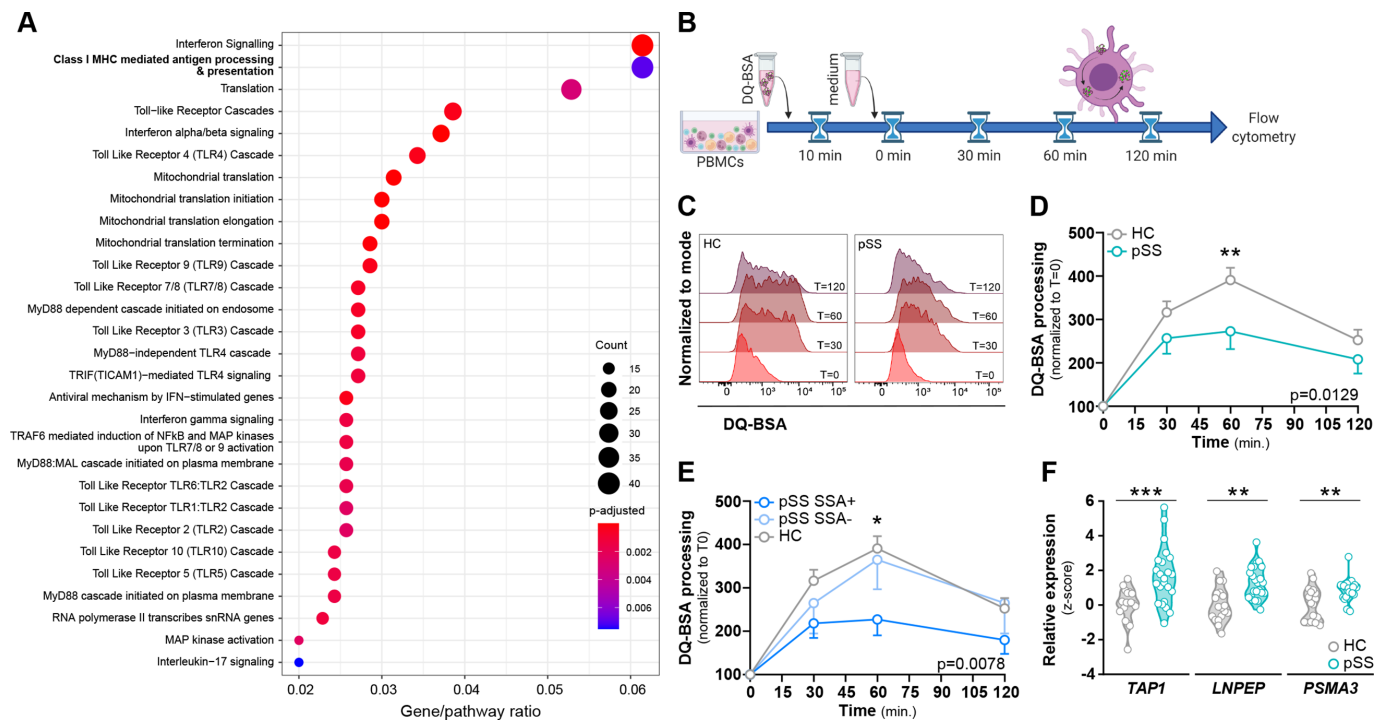 A
Interferon Signalling
Class I MHC mediated antigen processing
& presentation
Translation
Toll−like Receptor Cascades
Interferon alpha/beta signaling
Toll Like Receptor 4 (TLR4) Cascade
Mitochondrial translation
Mitochondrial translation initiation
Mitochondrial translation elongation
Mitochondrial translation termination
Toll Like Receptor 9 (TLR9) Cascade
Toll Like Receptor 7/8 (TLR7/8) Cascade
MyD88 dependent cascade initiated on endosome
Toll Like Receptor 3 (TLR3) Cascade
MyD88−independent TLR4 cascade
TRIF(TICAM1)−mediated TLR4 signaling
Antiviral mechanism by IFN−stimulated genes
Interferon gamma signaling
TRAF6 mediated induction of NFkB and MAP kinases
upon TLR7/8 or 9 activation
MyD88:MAL cascade initiated on plasma membrane
Toll Like Receptor TLR6:TLR2 Cascade
Toll Like Receptor TLR1:TLR2 Cascade
Toll Like Receptor 2 (TLR2) Cascade
Toll Like Receptor 10 (TLR10) Cascade
Toll Like Receptor 5 (TLR5) Cascade
MyD88 cascade initiated on plasma membrane
RNA polymerase II transcribes snRNA genes
MAP kinase activation
Interleukin−17 signaling
0.02 0.03 0.04 0.05 0.06
Gene/pathway ratio
Count
15
20
25
30
35
40
p-adjusted
0.002
0.004
0.006
B
DQ-BSA
medium
PBMCs
10 min 0 min 30 min 60 min 120 min
Flow
cytometry
C
Normalized to mode
HC
T=120
T=60
T=30
T=0
0 10³ 10⁴ 10⁵
pSS
T=120
T=60
T=30
T=0
0 10³ 10⁴ 10⁵
DQ-BSA
D
DQ-BSA processing
(normalized to T=0)
500
400
300
200
100
HC
pSS
**
p=0.0129
0 15 30 45 60 75 90 105 120
Time (min.)
E
DQ-BSA processing
(normalized to T0)
500
400
300
200
100
pSS SSA+
pSS SSA-
HC
*
p=0.0078
0 15 30 45 60 75 90 105 120
Time (min.)
F
Relative expression
(z-score)
6
4
2
0
-2
-4
*** ** **
HC
pSS
TAP1 LNPEP PSMA3